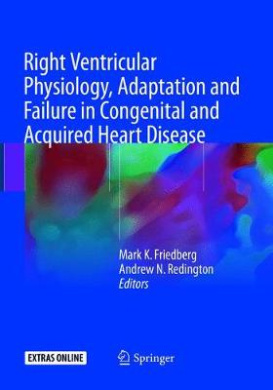 Right Ventricular
Physiology, Adaptation and
Failure in Congenital and
Acquired Heart Disease
Mark K. Friedberg
Andrew N. Redington
Editors
EXTRAS ONLINE
Springer